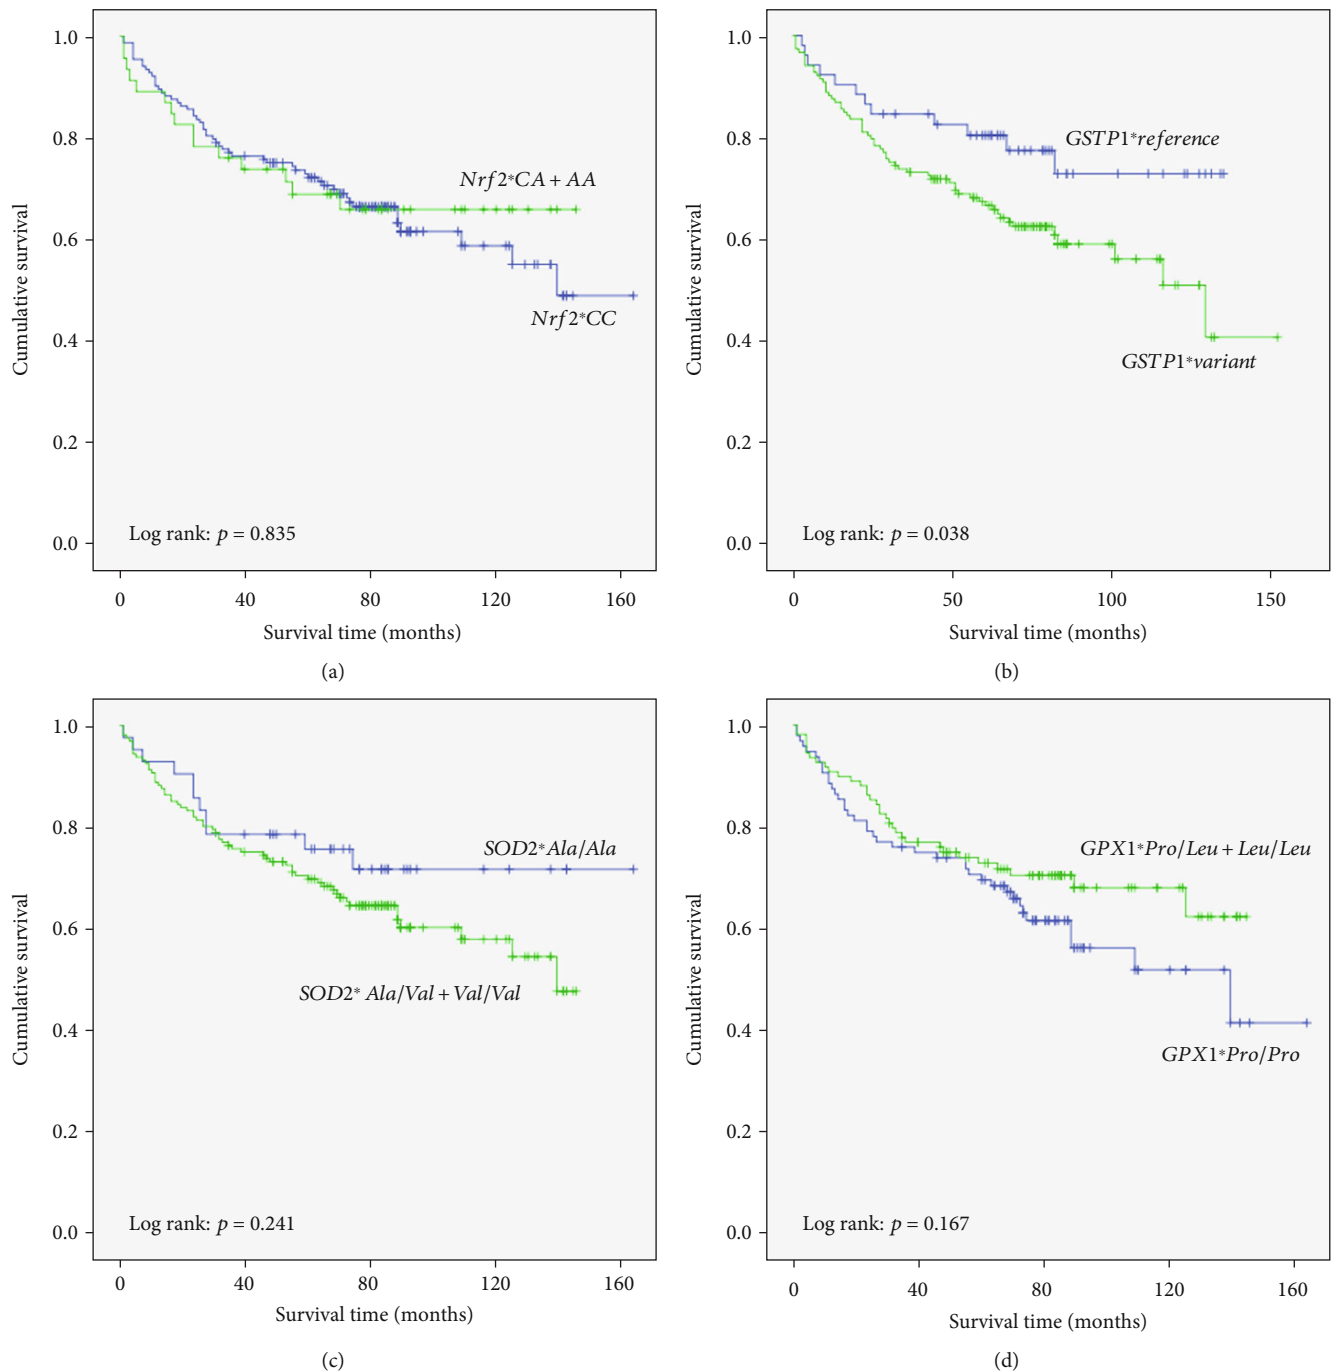 1.0
0.8
0.6
0.4
0.2
0.0
Cumulative survival
Nrf2*CA + AA
Nrf2*CC
Log rank: p = 0.835
0 40 80 120 160
Survival time (months)
(a)
1.0
0.8
0.6
0.4
0.2
0.0
Cumulative survival
GSTP1*reference
GSTP1*variant
Log rank: p = 0.038
0 50 100 150
Survival time (months)
(b)
1.0
0.8
0.6
0.4
0.2
0.0
Cumulative survival
SOD2*Ala/Ala
SOD2* Ala/Val + Val/Val
Log rank: p = 0.241
0 40 80 120 160
Survival time (months)
(c)
1.0
0.8
0.6
0.4
0.2
0.0
Cumulative survival
GPX1*Pro/Leu + Leu/Leu
GPX1*Pro/Pro
Log rank: p = 0.167
0 40 80 120 160
Survival time (months)
(d)